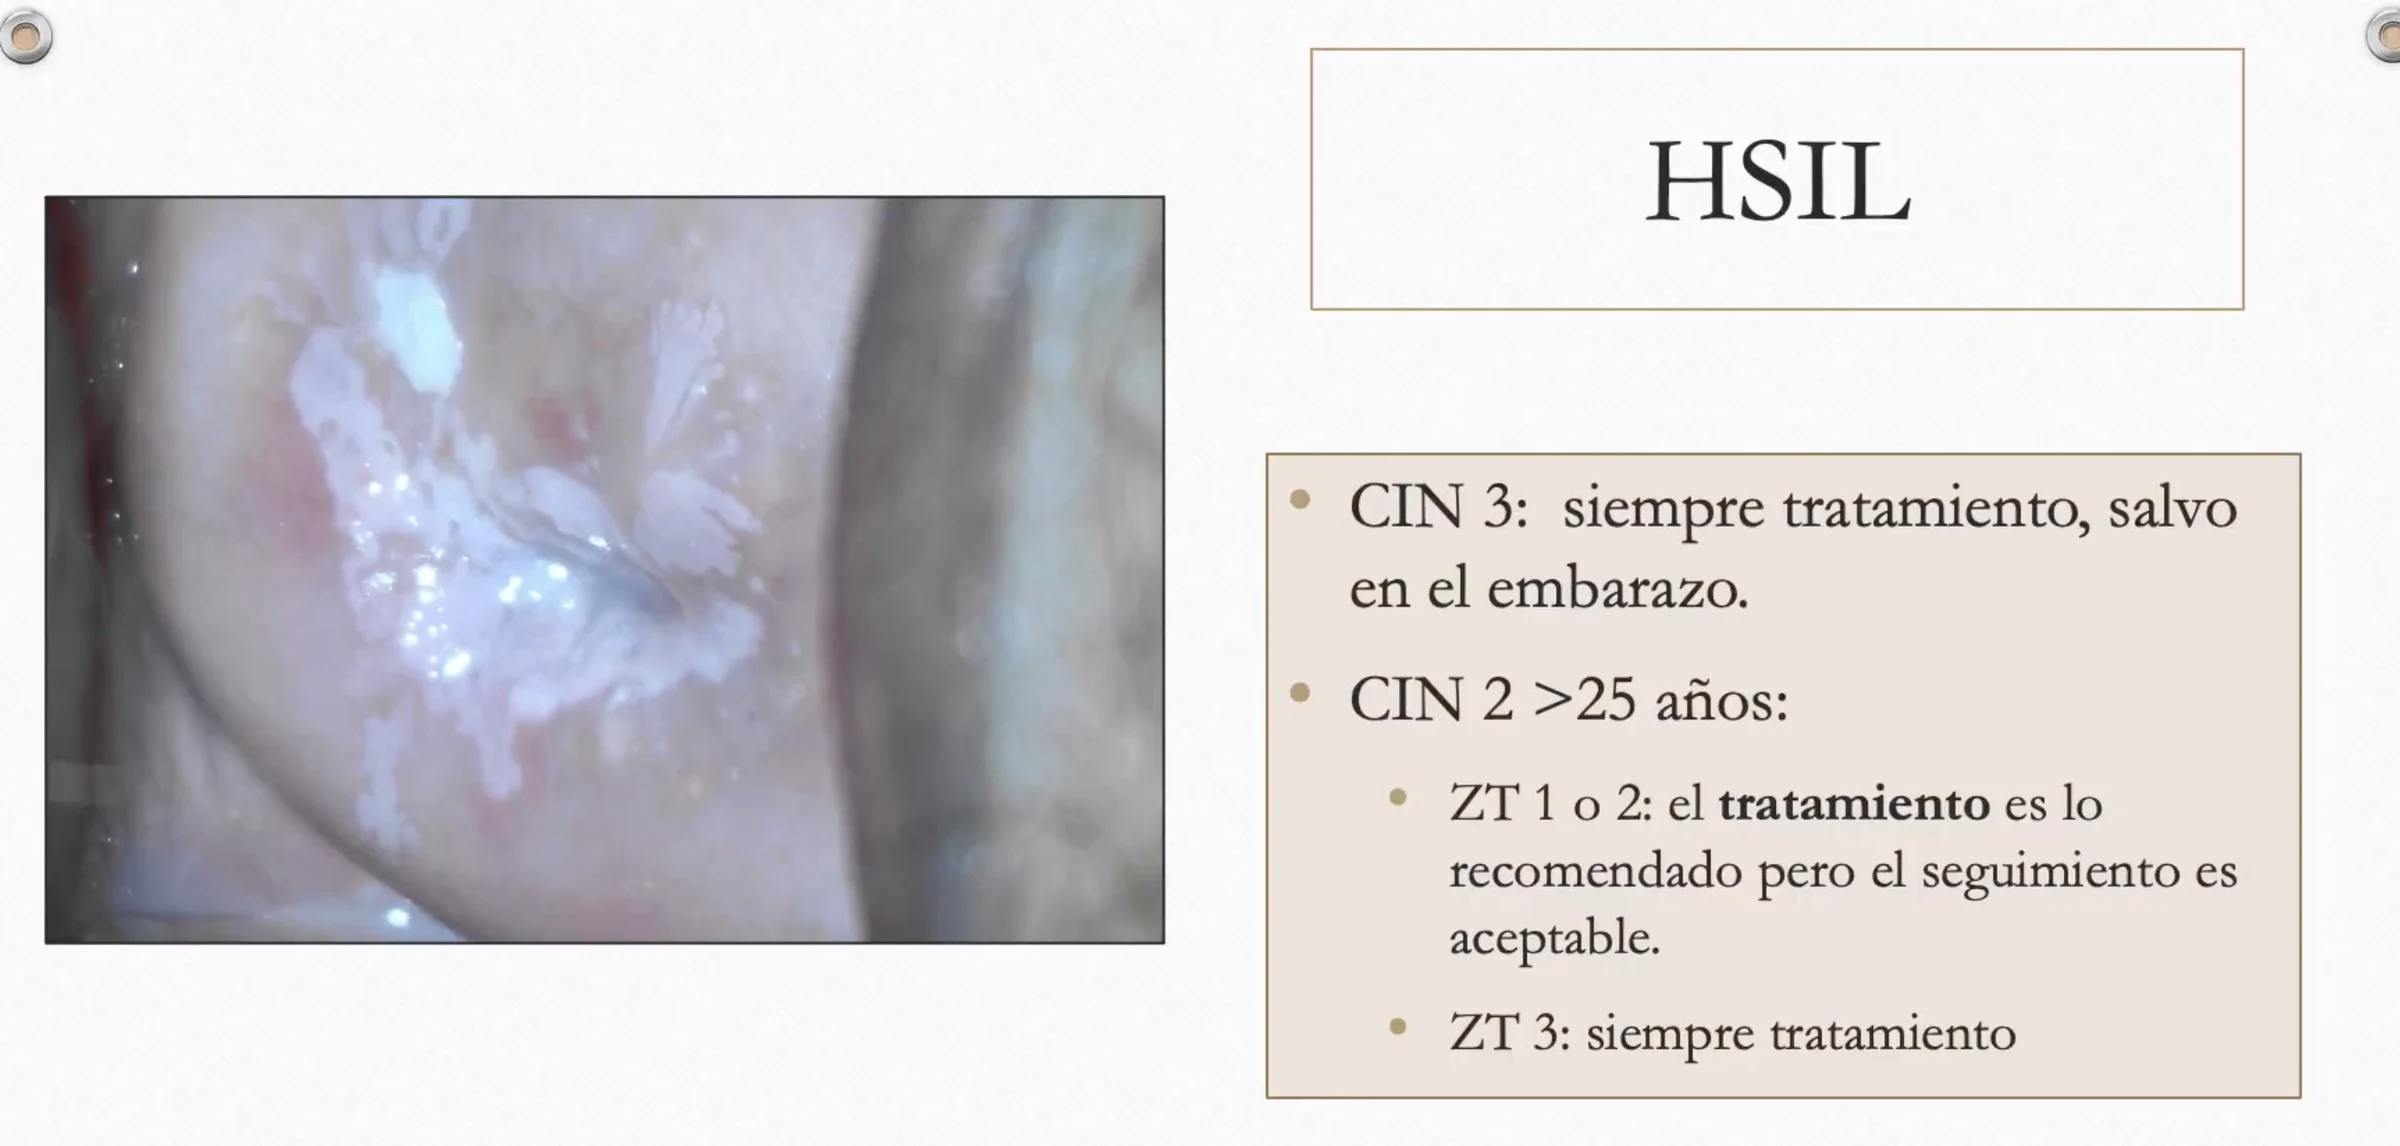 HSIL
CIN 3: siempre tratamiento, salvo
en el embarazo.
CIN 2 >25 años:
ZT 1 o 2: el tratamiento es lo
recomendado pero el seguimiento es
aceptable.
ZT 3: siempre tratamiento